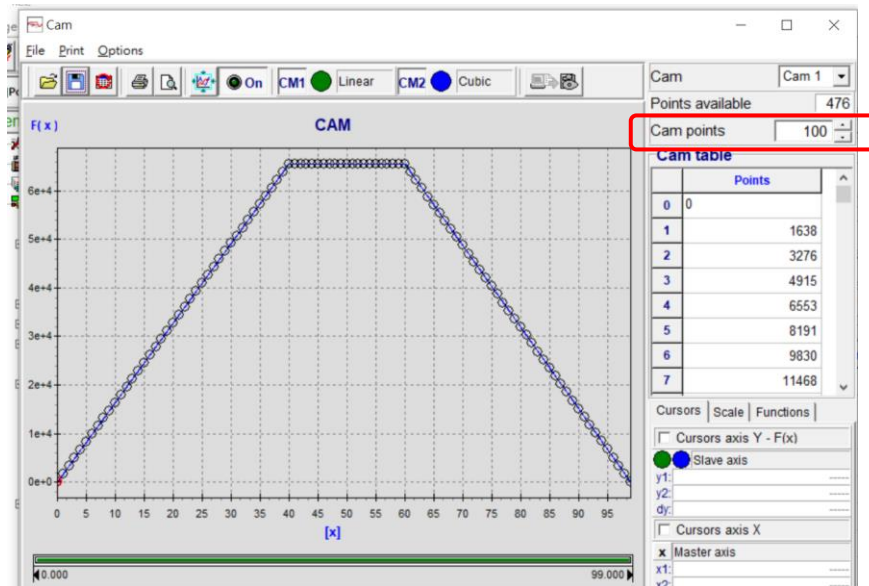 Cam
File Print Options
On CM1 Linear CM2 Cubic
Cam Cam 1
Points available 476
Cam points 100
Cam table
Points
0 0
1 1638
2 3276
3 4915
4 6553
5 8191
6 9830
7 11468
F( x ) CAM
6e+4
5e+4
4e+4
3e+4
2e+4
1e+4
0e+0
0 5 10 15 20 25 30 35 40 45 50 55 60 65 70 75 80 85 90 95
[x]
0.000 99.000
Cursors Scale Functions
Cursors axis Y - F(x)
Slave axis
y1: -----
y2: -----
dy: -----
Cursors axis X
x Master axis
x1: -----
x2: -----